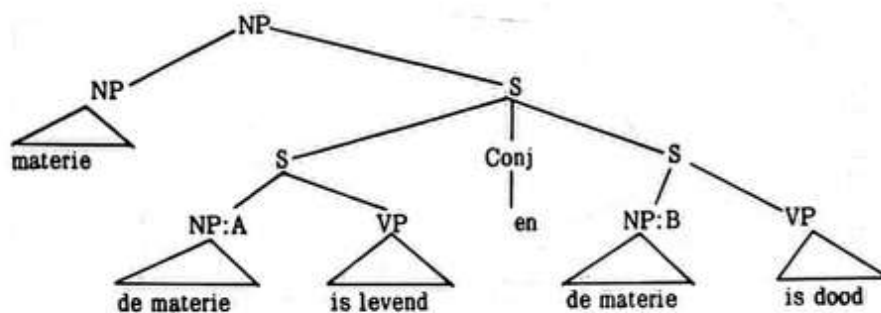 NP
NP S
materie
S Conj S
NP:A VP en NP:B VP
de materie is levend de materie is dood